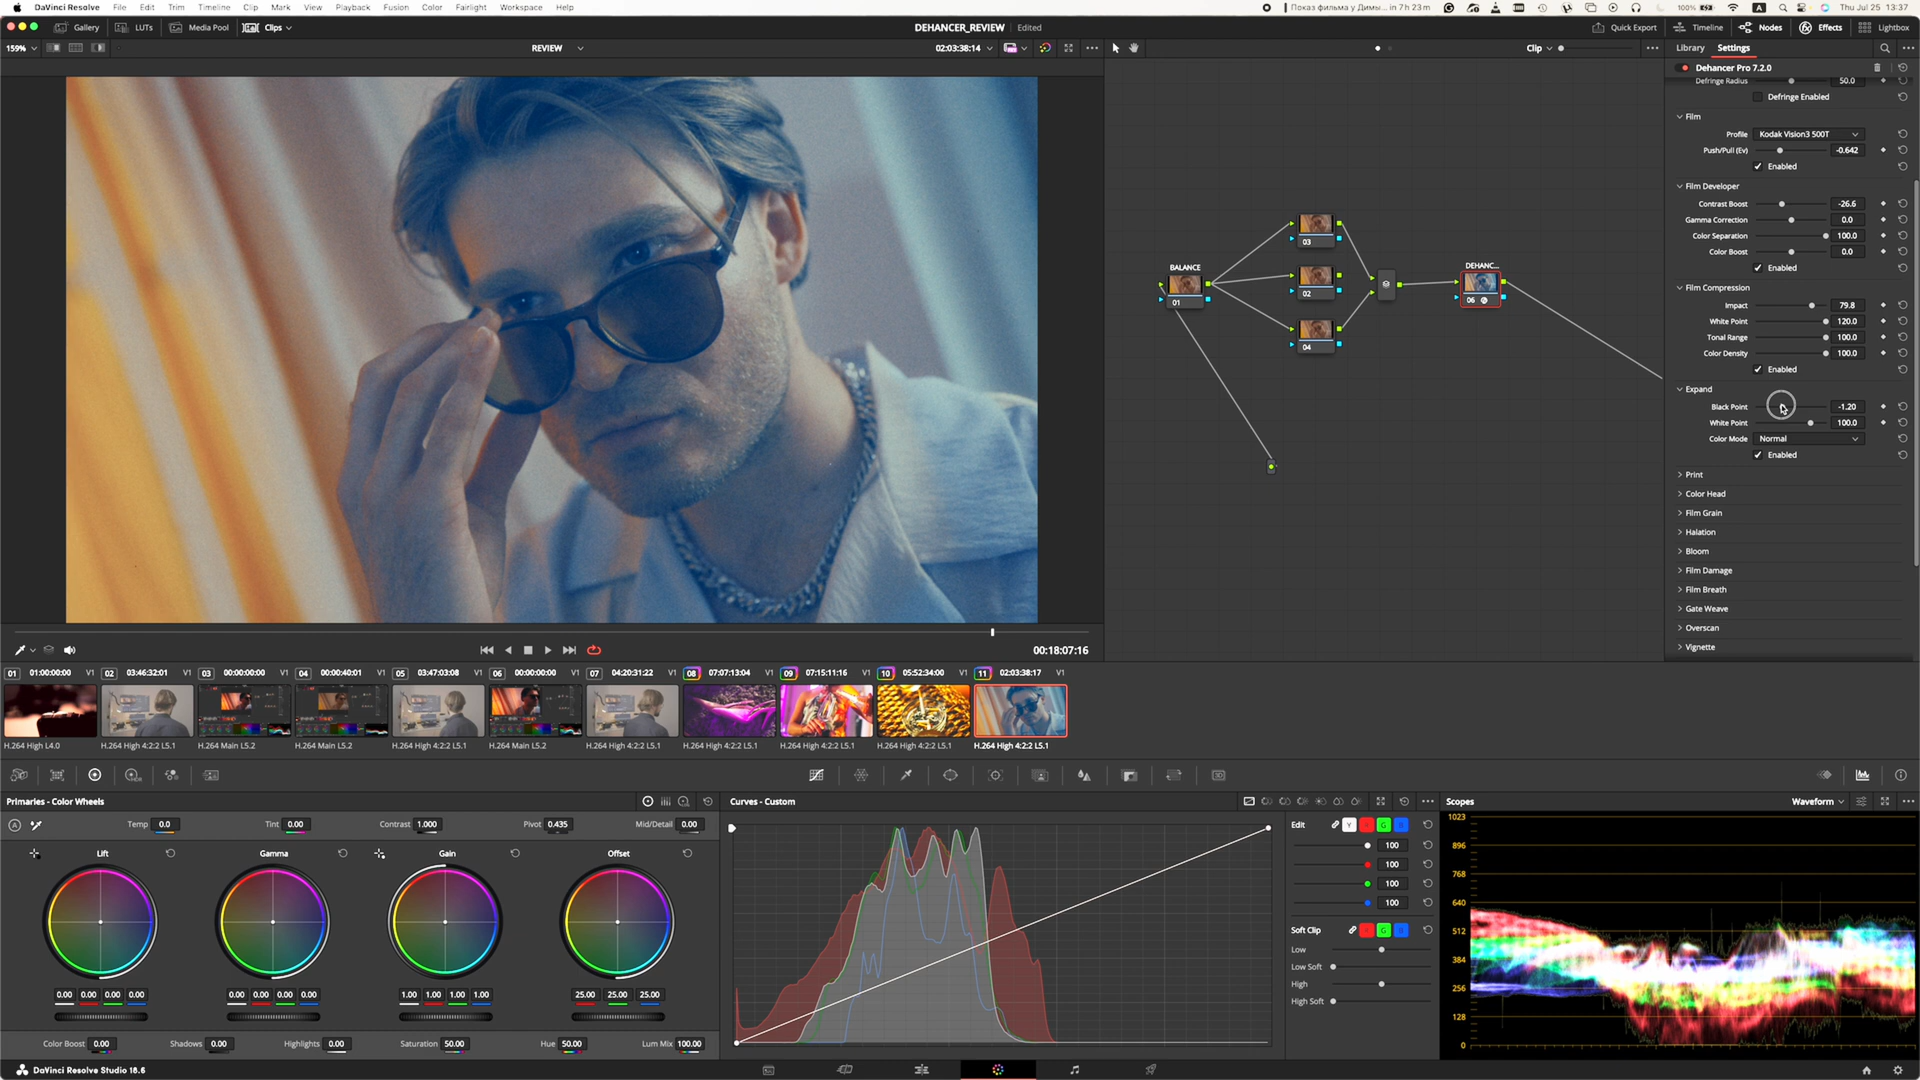 DaVinci Resolve File Edit Trim Timeline Clip Mark View Playback Fusion Color Fairlight Workspace Help
Показ фильма у Димы... in 7 h 23 m 100% A Thu Jul 25 13:37
Gallery LUTs Media Pool Clips DEHANCER_REVIEW Edited Quick Export Timeline Nodes Effects Lightbox
159% REVIEW 02:03:38:14 Clip Library Settings
Dehancer Pro 7.2.0
Defringe Radius 50.0
Defringe Enabled
Film
Profile Kodak Vision3 500T
Push/Pull (Ev) -0.642
Enabled
Film Developer
Contrast Boost -26.6
Gamma Correction 0.0
Color Separation 100.0
Color Boost 0.0
Enabled
Film Compression
Impact 79.8
White Point 120.0
Tonal Range 100.0
Color Density 100.0
Enabled
Expand
Black Point -1.20
White Point 100.0
Color Mode Normal
Enabled
Print
Color Head
Film Grain
Halation
Bloom
Film Damage
Film Breath
Gate Weave
Overscan
Vignette
BALANCE
01
03
02
04
DEHANC...
06
00:18:07:16
01 01:00:00:00 V1 02 03:46:32:01 V1 03 00:00:00:00 V1 04 00:00:40:01 V1 05 03:47:03:08 V1 06 00:00:00:00 V1 07 04:20:31:22 V1 08 07:07:13:04 V1 09 07:15:11:16 V1 10 05:52:34:00 V1 11 02:03:38:17 V1
H.264 High L4.0 H.264 High 4:2:2 L5.1 H.264 Main L5.2 H.264 Main L5.2 H.264 High 4:2:2 L5.1 H.264 Main L5.2 H.264 High 4:2:2 L5.1 H.264 High 4:2:2 L5.1 H.264 High 4:2:2 L5.1 H.264 High 4:2:2 L5.1 H.264 High 4:2:2 L5.1
Primaries - Color Wheels
Temp 0.0 Tint 0.00 Contrast 1.000 Pivot 0.435 Mid/Detail 0.00
Lift Gamma Gain Offset
0.00 0.00 0.00 0.00 0.00 0.00 0.00 0.00 1.00 1.00 1.00 1.00 25.00 25.00 25.00
Color Boost 0.00 Shadows 0.00 Highlights 0.00 Saturation 50.00 Hue 50.00 Lum Mix 100.00
Curves - Custom
Edit Y R G B
100
100
100
100
Soft Clip R G B
Low
Low Soft
High
High Soft
Scopes Waveform
1023
896
768
640
512
384
256
128
0
DaVinci Resolve Studio 18.6